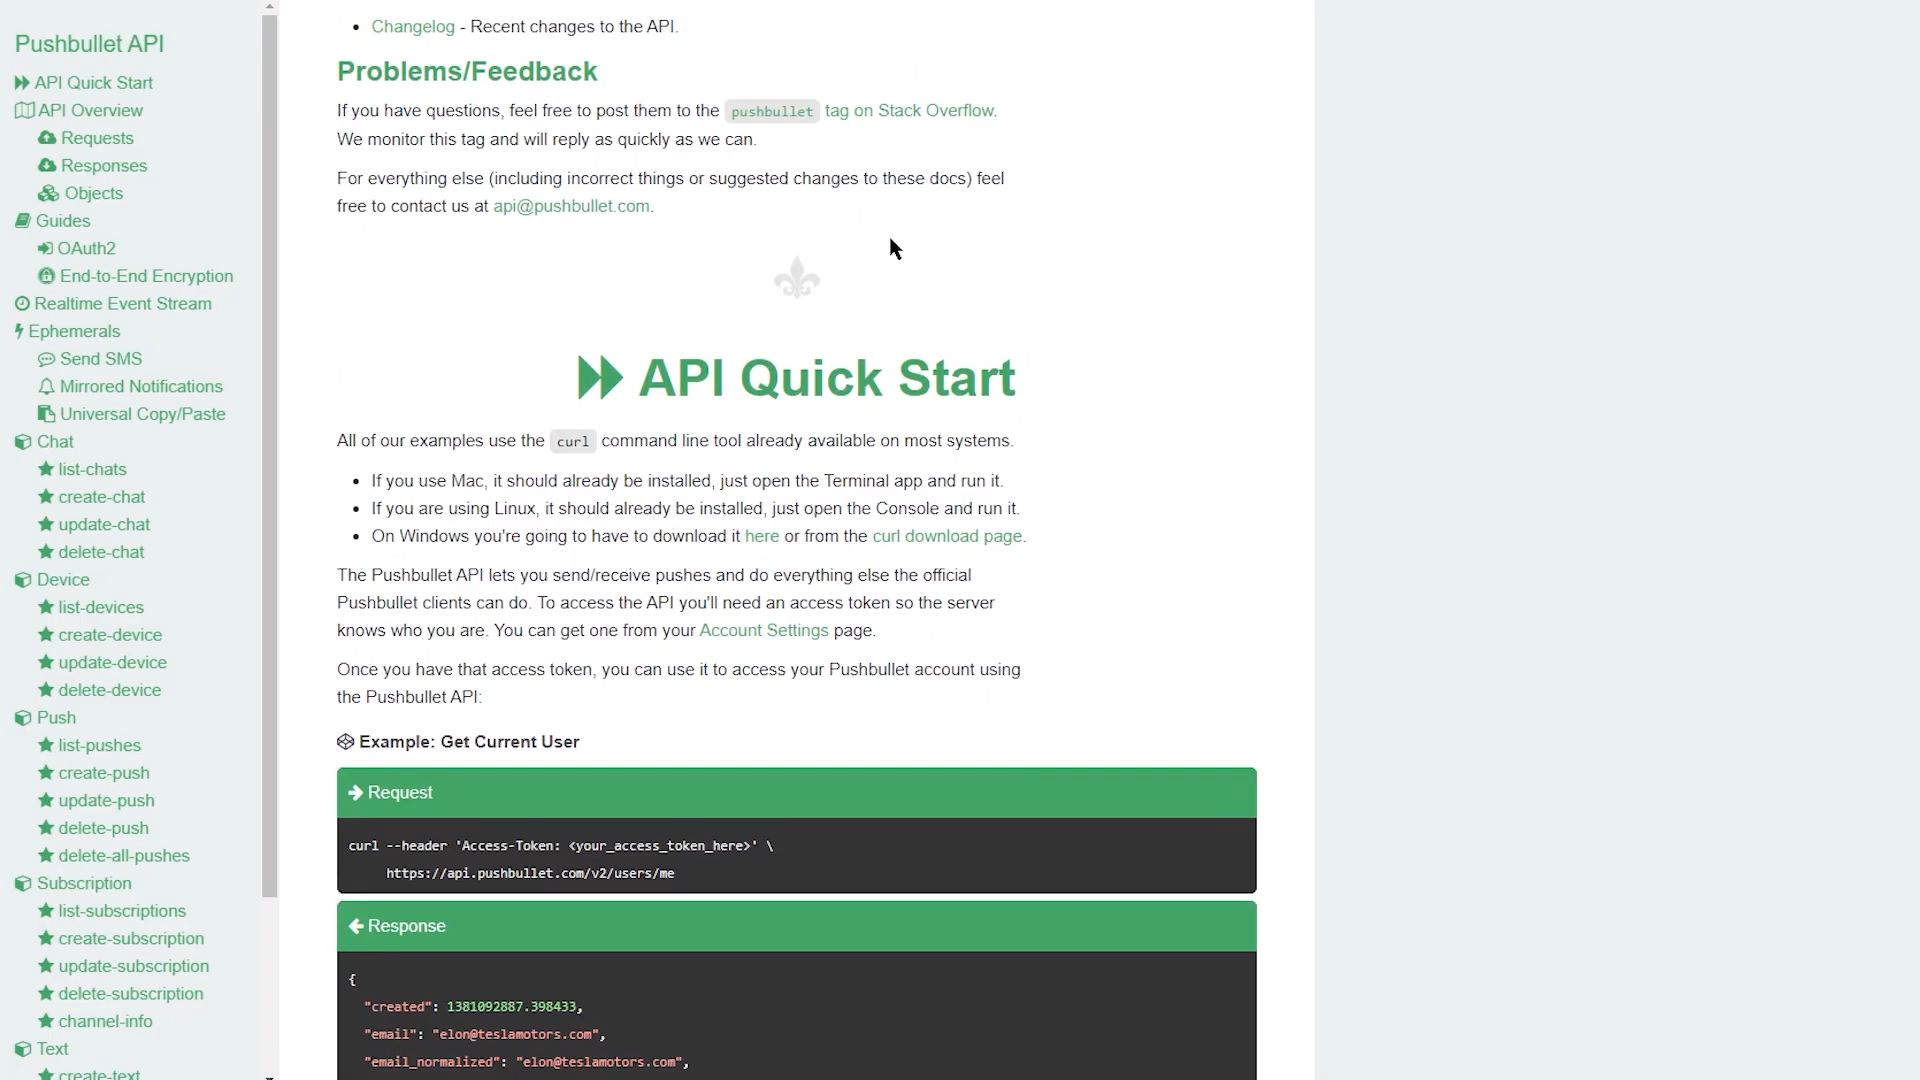 Pushbullet API
API Quick Start
API Overview
Requests
Responses
Objects
Guides
OAuth2
End-to-End Encryption
Realtime Event Stream
Ephemerals
Send SMS
Mirrored Notifications
Universal Copy/Paste
Chat
list-chats
create-chat
update-chat
delete-chat
Device
list-devices
create-device
update-device
delete-device
Push
list-pushes
create-push
update-push
delete-push
delete-all-pushes
Subscription
list-subscriptions
create-subscription
update-subscription
delete-subscription
channel-info
Text
create-text
Changelog - Recent changes to the API.
Problems/Feedback
If you have questions, feel free to post them to the pushbullet tag on Stack Overflow.
We monitor this tag and will reply as quickly as we can.
For everything else (including incorrect things or suggested changes to these docs) feel
free to contact us at api@pushbullet.com.
API Quick Start
All of our examples use the curl command line tool already available on most systems.
If you use Mac, it should already be installed, just open the Terminal app and run it.
If you are using Linux, it should already be installed, just open the Console and run it.
On Windows you're going to have to download it here or from the curl download page.
The Pushbullet API lets you send/receive pushes and do everything else the official
Pushbullet clients can do. To access the API you'll need an access token so the server
knows who you are. You can get one from your Account Settings page.
Once you have that access token, you can use it to access your Pushbullet account using
the Pushbullet API:
Example: Get Current User
Request
curl --header 'Access-Token: <your_access_token_here>' \
https://api.pushbullet.com/v2/users/me
Response
{
"created": 1381092887.398433,
"email": "elon@teslamotors.com",
"email_normalized": "elon@teslamotors.com",